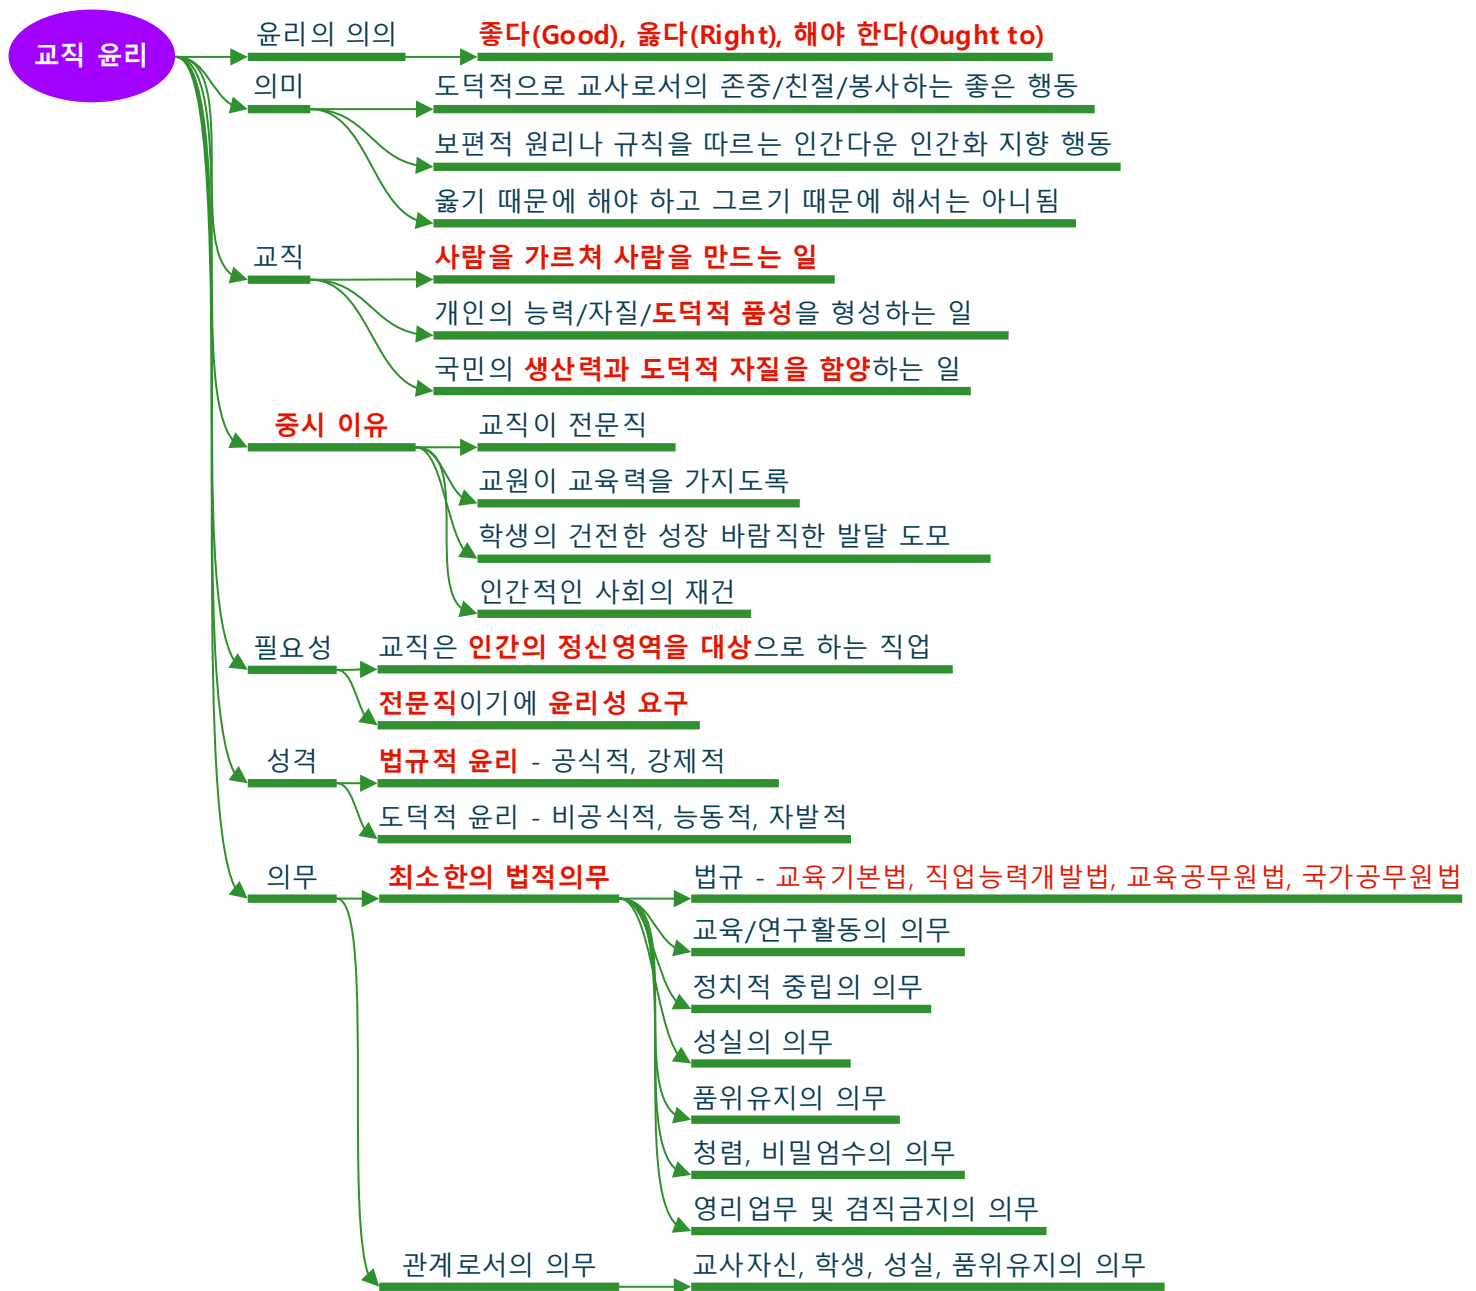 교직 윤리
윤리의 의의
좋다(Good), 옳다(Right), 해야 한다(Ought to)
의미
도덕적으로 교사로서의 존중/친절/봉사하는 좋은 행동
보편적 원리나 규칙을 따르는 인간다운 인간화 지향 행동
옳기 때문에 해야 하고 그르기 때문에 해서는 아니됨
교직
사람을 가르쳐 사람을 만드는 일
개인의 능력/자질/도덕적 품성을 형성하는 일
국민의 생산력과 도덕적 자질을 함양하는 일
중시 이유
교직이 전문직
교원이 교육력을 가지도록
학생의 건전한 성장 바람직한 발달 도모
인간적인 사회의 재건
필요성
교직은 인간의 정신영역을 대상으로 하는 직업
전문직이기에 윤리성 요구
성격
법규적 윤리 - 공식적, 강제적
도덕적 윤리 - 비공식적, 능동적, 자발적
의무
최소한의 법적의무
법규 - 교육기본법, 직업능력개발법, 교육공무원법, 국가공무원법
교육/연구활동의 의무
정치적 중립의 의무
성실의 의무
품위유지의 의무
청렴, 비밀엄수의 의무
영리업무 및 겸직금지의 의무
관계로서의 의무
교사자신, 학생, 성실, 품위유지의 의무